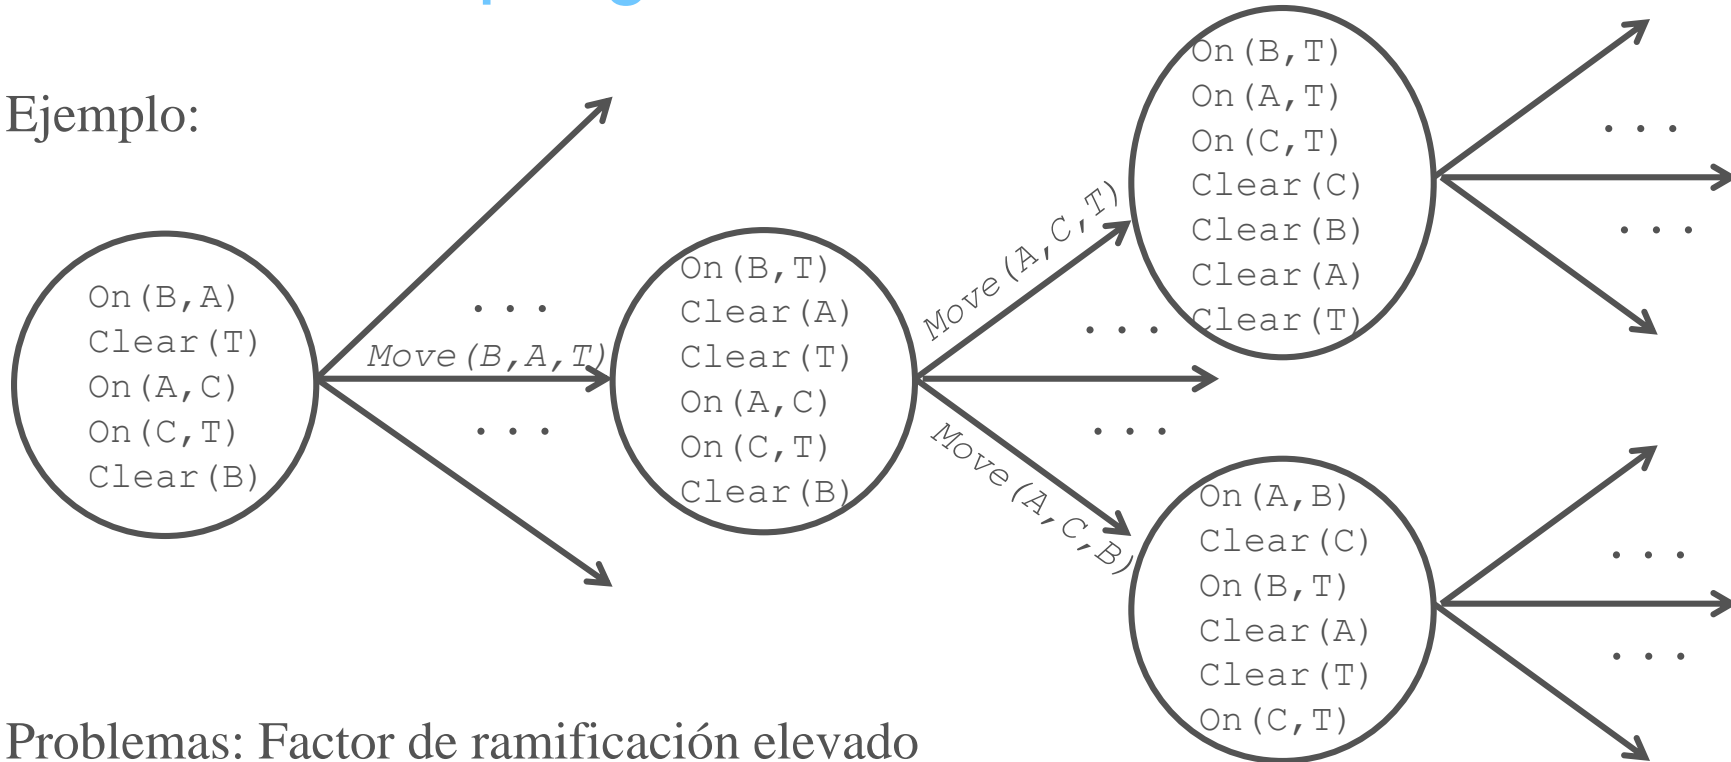 Ejemplo:
On(B,A)
Clear(T)
On(A,C)
On(C,T)
Clear(B)
. . .
Move(B,A,T)
. . .
On(B,T)
Clear(A)
Clear(T)
On(A,C)
On(C,T)
Clear(B)
Move(A,C,T)
. . .
. . .
Move(A,C,B)
On(B,T)
On(A,T)
On(C,T)
Clear(C)
Clear(B)
Clear(A)
Clear(T)
. . .
. . .
On(A,B)
Clear(C)
On(B,T)
Clear(A)
Clear(T)
On(C,T)
. . .
. . .
Problemas: Factor de ramificación elevado